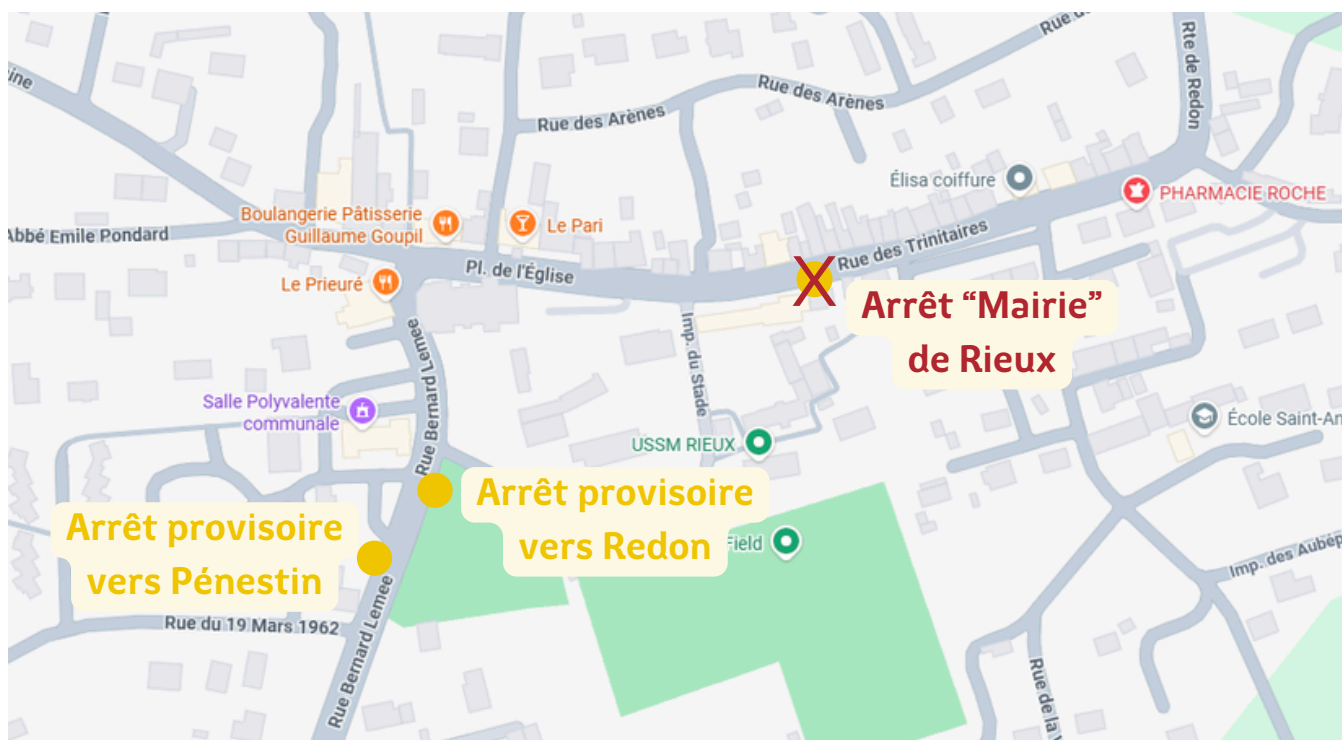 Rue du
Rte de Redon
ine
Rue des Arènes
Rue des Arènes
Élisa coiffure
PHARMACIE ROCHE
Boulangerie Pâtisserie
Guillaume Goupil
Le Pari
Abbé Emile Pondard
Rue des Trinitaires
Pl. de l'Église
Le Prieuré
X
Arrêt “Mairie”
de Rieux
Imp. du Stade
Rue Bernard Lemee
Salle Polyvalente
communale
École Saint-An
USSM RIEUX
Arrêt provisoire
vers Redon
Field
Arrêt provisoire
vers Pénestin
Imp. des Aubép
Rue du 19 Mars 1962
Rue Bernard Lemee
Rue de la V